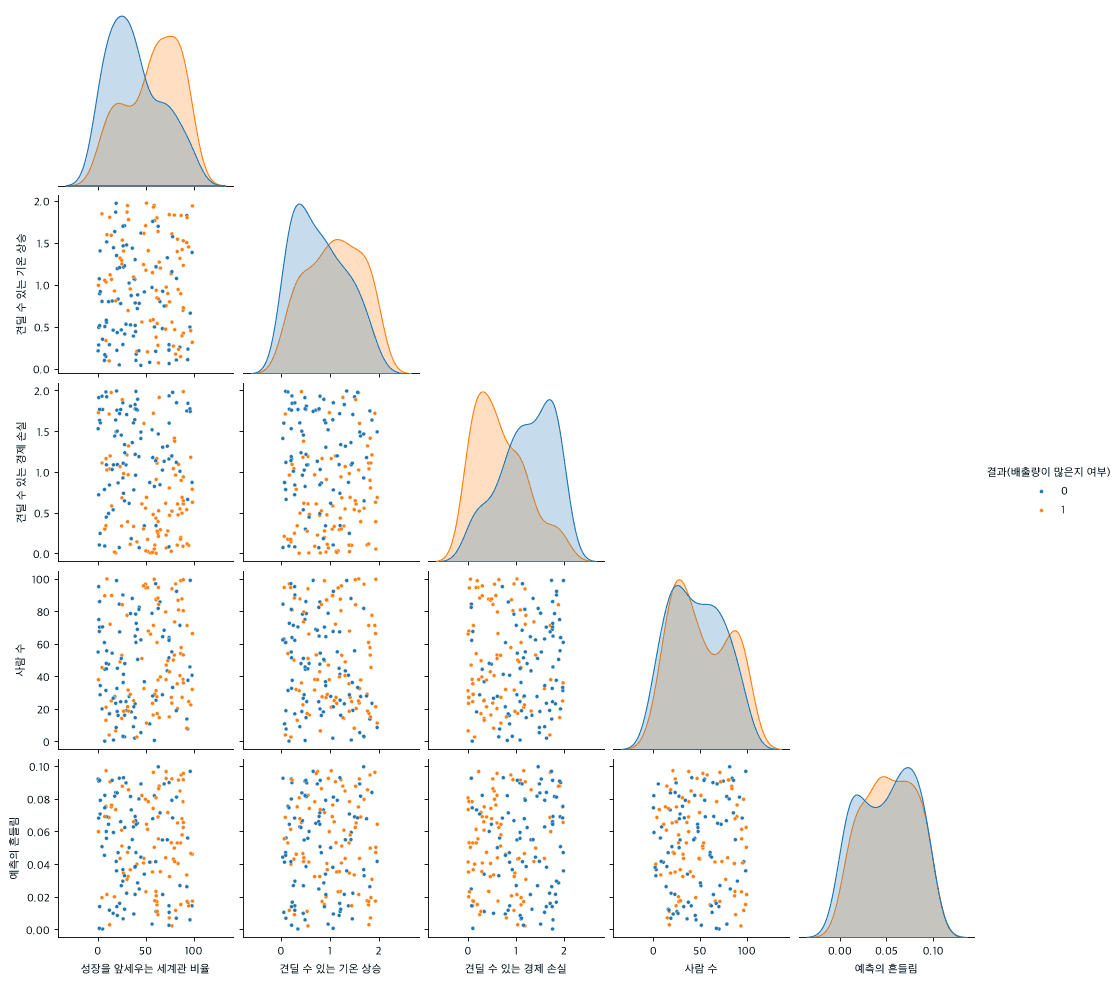 2.0
1.5
1.0
0.5
0.0
견딜 수 있는 기온 상승
2.0
1.5
1.0
0.5
0.0
견딜 수 있는 경제 손실
결과(배출량이 많은지 여부)
0
1
100
80
60
40
20
0
사람 수
0.10
0.08
0.06
0.04
0.02
0.00
예측의 흔들림
0 50 100
0 1 2
0 1 2
0 50 100
0.00 0.05 0.10
성장을 앞세우는 세계관 비율
견딜 수 있는 기온 상승
견딜 수 있는 경제 손실
사람 수
예측의 흔들림